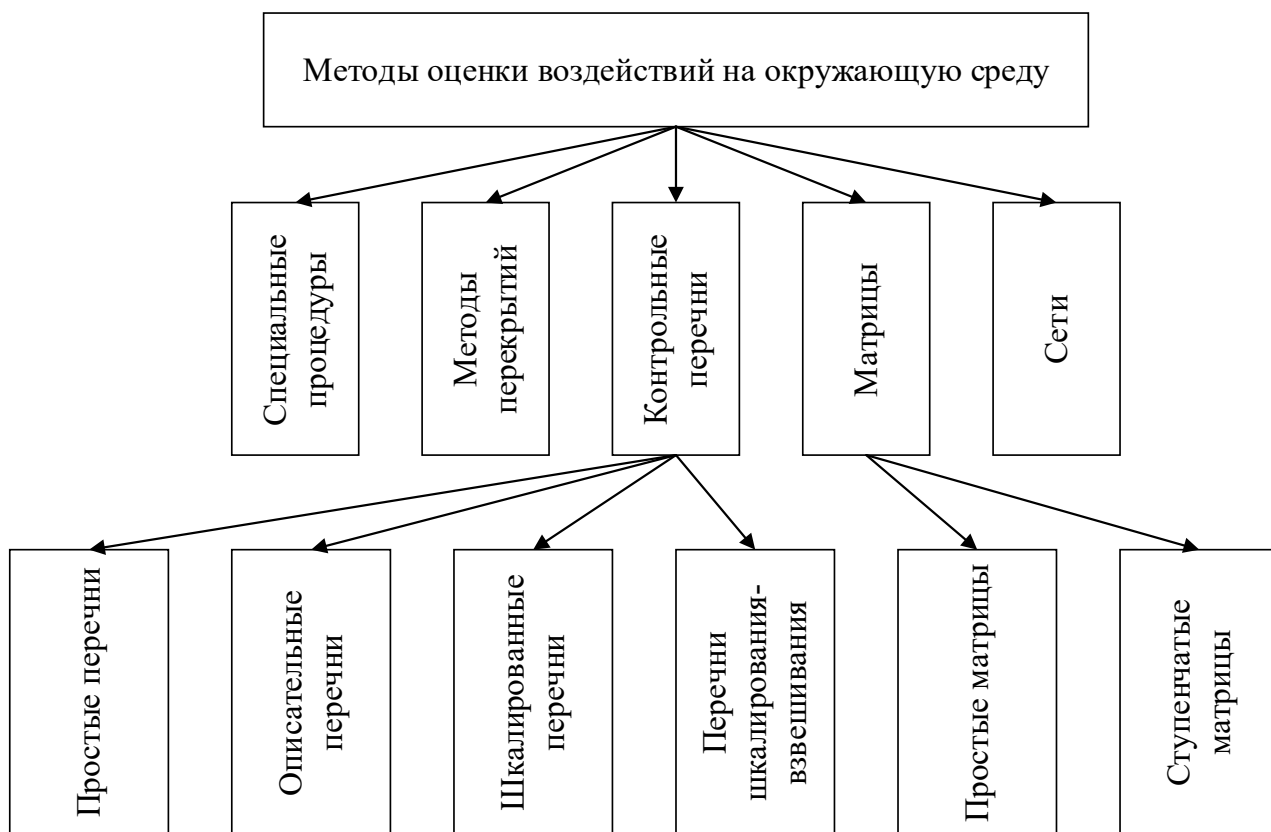 Методы оценки воздействий на окружающую среду
Специальные
процедуры
Методы
перекрытий
Контрольные
перечни
Матрицы
Сети
Простые перечни
Описательные
перечни
Шкалированные
перечни
Перечни
шкалирования-
взвешивания
Простые матрицы
Ступенчатые
матрицы